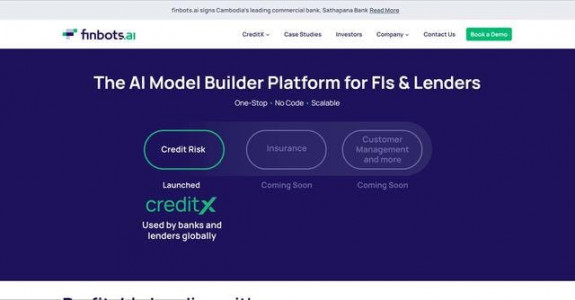 finbots.ai signs Cambodia's leading commercial bank, Sathapana Bank Read More
finbots.ai
CreditX
Case Studies
Investors
Company
Contact Us
Book a Demo
The AI Model Builder Platform for FIs & Lenders
One-Stop • No Code • Scalable
Credit Risk
Insurance
Customer
Management
and more
Launched
Coming Soon
Coming Soon
creditX
Used by banks and
lenders globally